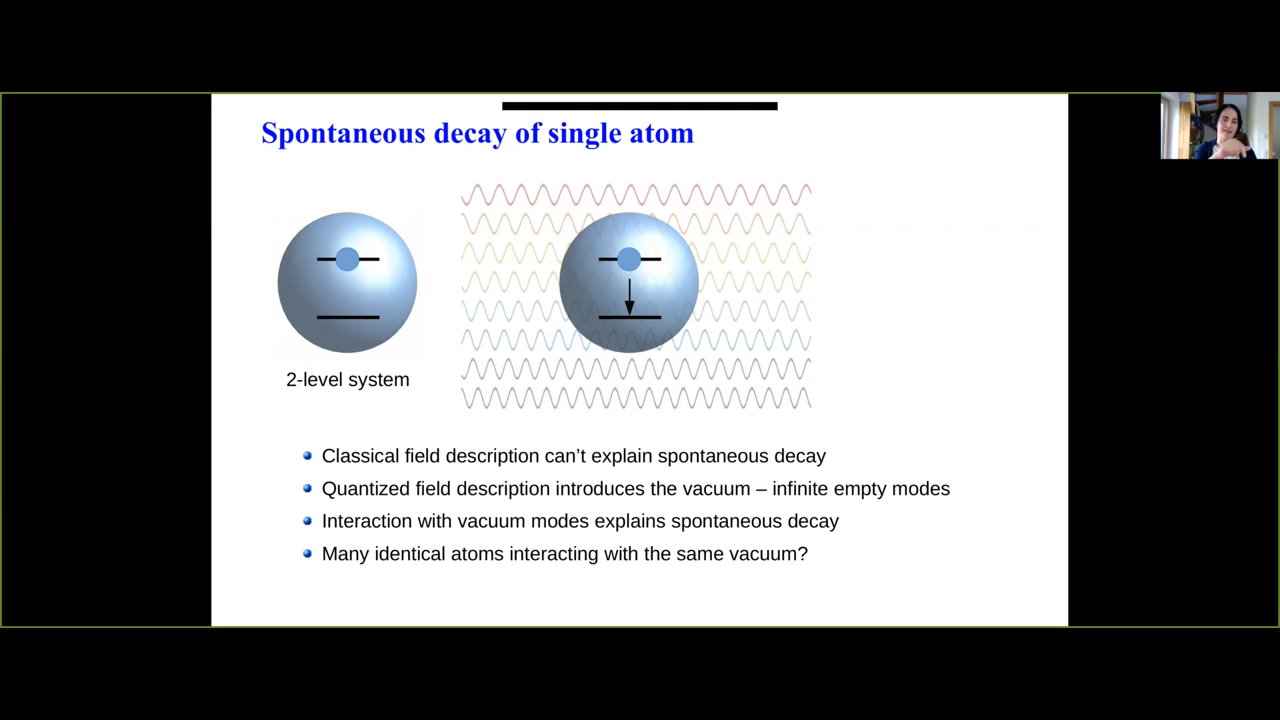 Spontaneous decay of single atom
2-level system
Classical field description can't explain spontaneous decay
Quantized field description introduces the vacuum – infinite empty modes
Interaction with vacuum modes explains spontaneous decay
Many identical atoms interacting with the same vacuum?